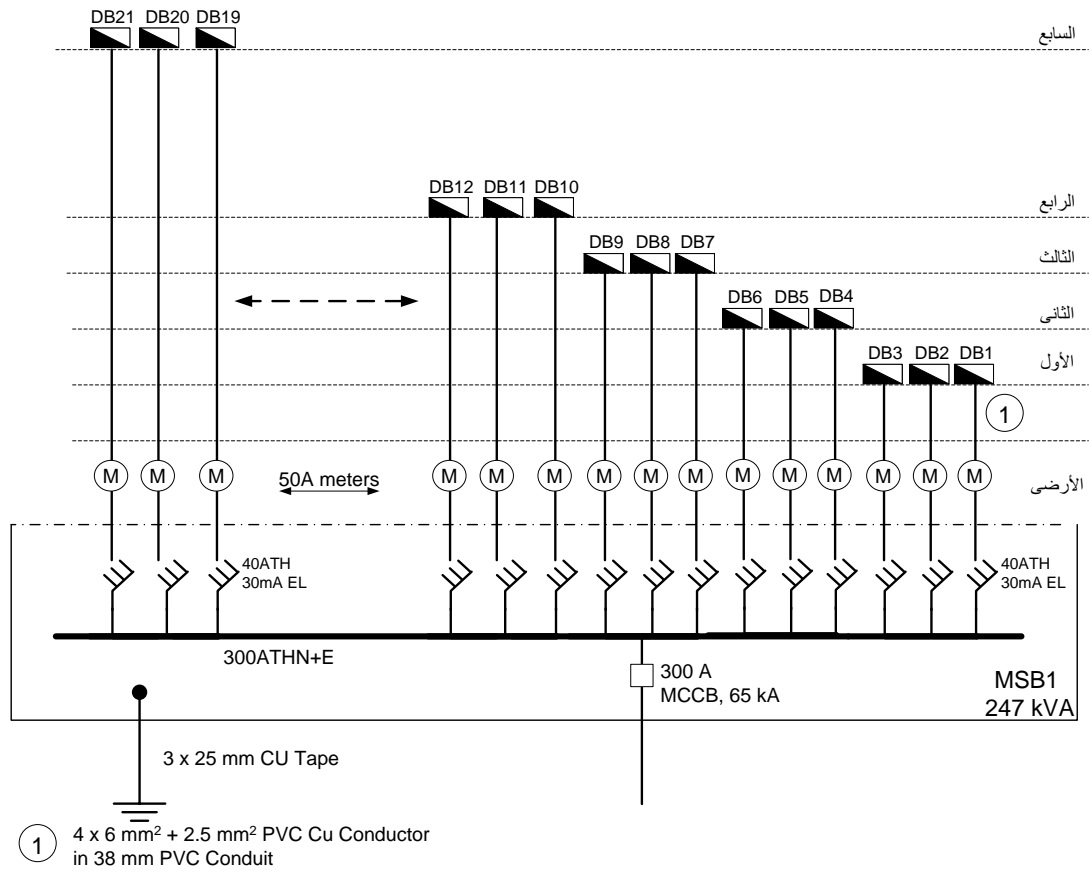 DB21 DB20 DB19
السابع
DB12 DB11 DB10
الرابع
DB9 DB8 DB7
الثالث
DB6 DB5 DB4
الثانى
DB3 DB2 DB1
الأول
1
M M M M M M M M M M M M M
50A meters
الأرضى
40ATH
30mA EL
40ATH
30mA EL
300ATHN+E
300 A
MCCB, 65 kA
MSB1
247 kVA
3 x 25 mm CU Tape
1
4 x 6 mm² + 2.5 mm² PVC Cu Conductor
in 38 mm PVC Conduit